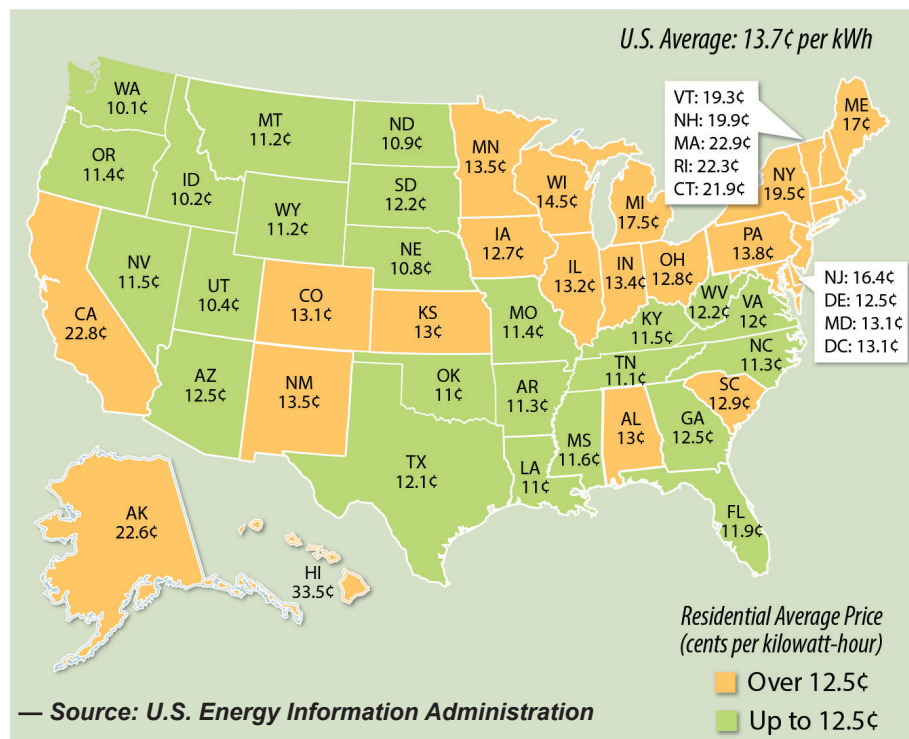 U.S. Average: 13.7¢ per kWh
WA
10.1¢
MT
11.2¢
ND
10.9¢
MN
13.5¢
VT: 19.3¢
NH: 19.9¢
MA: 22.9¢
RI: 22.3¢
CT: 21.9¢
ME
17¢
OR
11.4¢
ID
10.2¢
SD
12.2¢
WI
14.5¢
NY
19.5¢
WY
11.2¢
MI
17.5¢
IA
12.7¢
NE
10.8¢
PA
13.8¢
NV
11.5¢
UT
10.4¢
IL
13.2¢
IN
13.4¢
OH
12.8¢
NJ: 16.4¢
DE: 12.5¢
MD: 13.1¢
DC: 13.1¢
CA
22.8¢
CO
13.1¢
KS
13¢
MO
11.4¢
WV
12.2¢
VA
12¢
KY
11.5¢
NC
11.3¢
TN
11.1¢
AZ
12.5¢
NM
13.5¢
OK
11¢
AR
11.3¢
SC
12.9¢
AL
13¢
GA
12.5¢
MS
11.6¢
TX
12.1¢
LA
11¢
FL
11.9¢
AK
22.6¢
HI
33.5¢
Residential Average Price
(cents per kilowatt-hour)
Over 12.5¢
Up to 12.5¢
— Source: U.S. Energy Information Administration